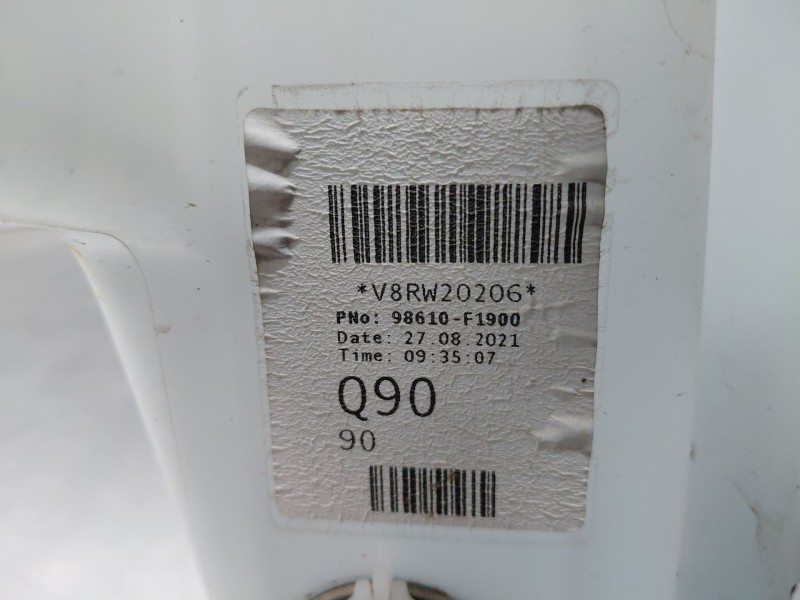 *V8RW20206*
PNo: 98610-F1900
Date: 27.08.2021
Time: 09:35:07
Q90
90